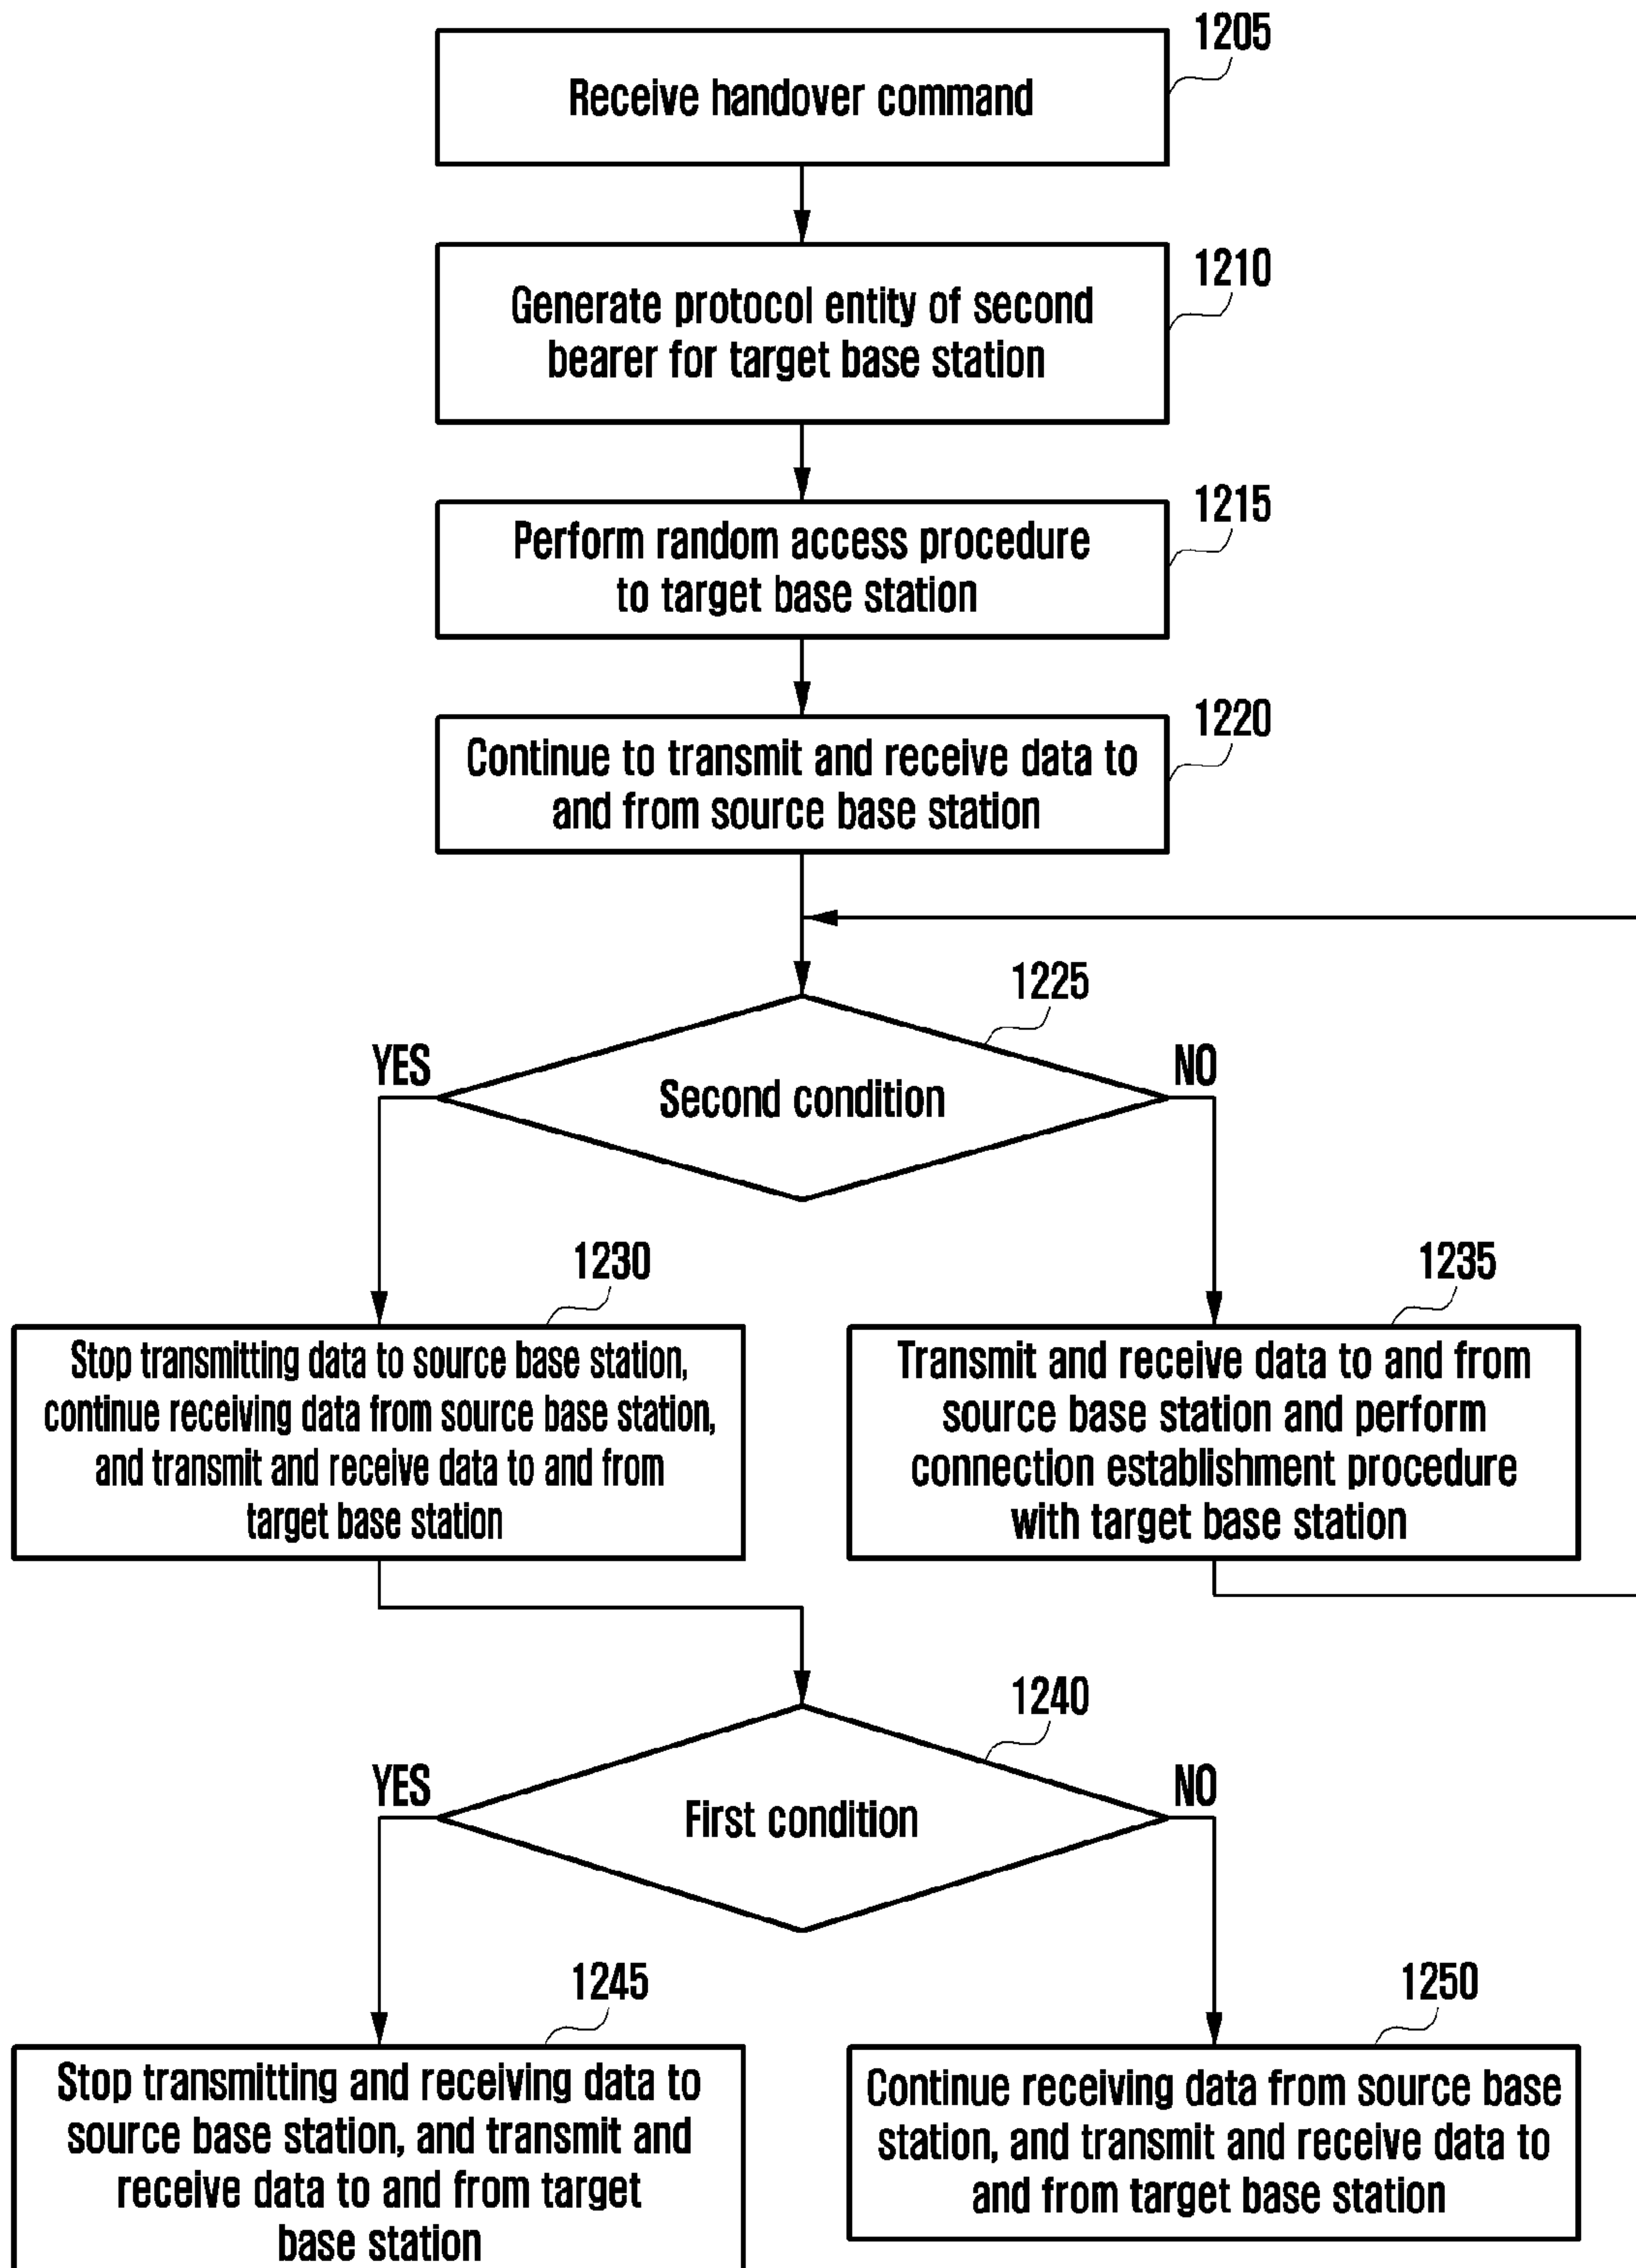 1205
Receive handover command
1210
Generate protocol entity of second
bearer for target base station
1215
Perform random access procedure
to target base station
1220
Continue to transmit and receive data to
and from source base station
1225
YES
NO
Second condition
1230
1235
Stop transmitting data to source base station,
continue receiving data from source base station,
and transmit and receive data to and from
target base station
Transmit and receive data to and from
source base station and perform
connection establishment procedure
with target base station
1240
YES
NO
First condition
1245
1250
Stop transmitting and receiving data to
source base station, and transmit and
receive data to and from target
base station
Continue receiving data from source base
station, and transmit and receive data to
and from target base station